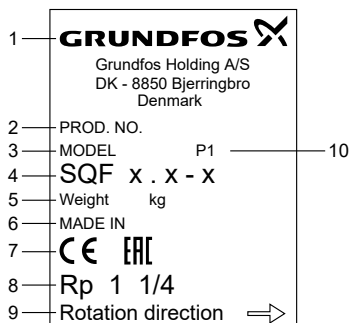 1 GRUNDFOS
Grundfos Holding A/S
DK - 8850 Bjerringbro
Denmark
2 PROD. NO.
3 MODEL P1 10
4 SQF x . x - x
5 Weight kg
6 MADE IN
7 CE EAC
8 Rp 1 1/4
9 Rotation direction